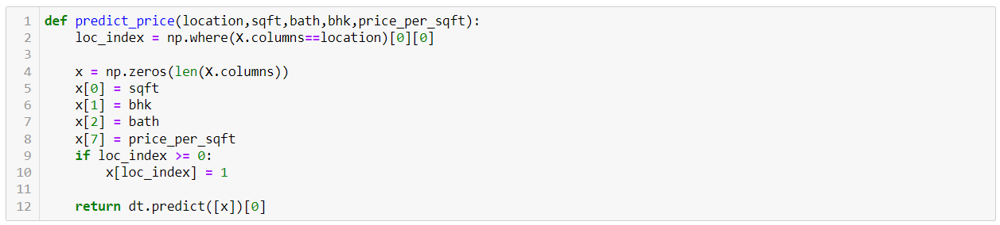 1 def predict_price(location,sqft,bath,bhk,price_per_sqft):
2     loc_index = np.where(X.columns==location)[0][0]
3
4     x = np.zeros(len(X.columns))
5     x[0] = sqft
6     x[1] = bhk
7     x[2] = bath
8     x[7] = price_per_sqft
9     if loc_index >= 0:
10         x[loc_index] = 1
11
12     return dt.predict([x])[0]